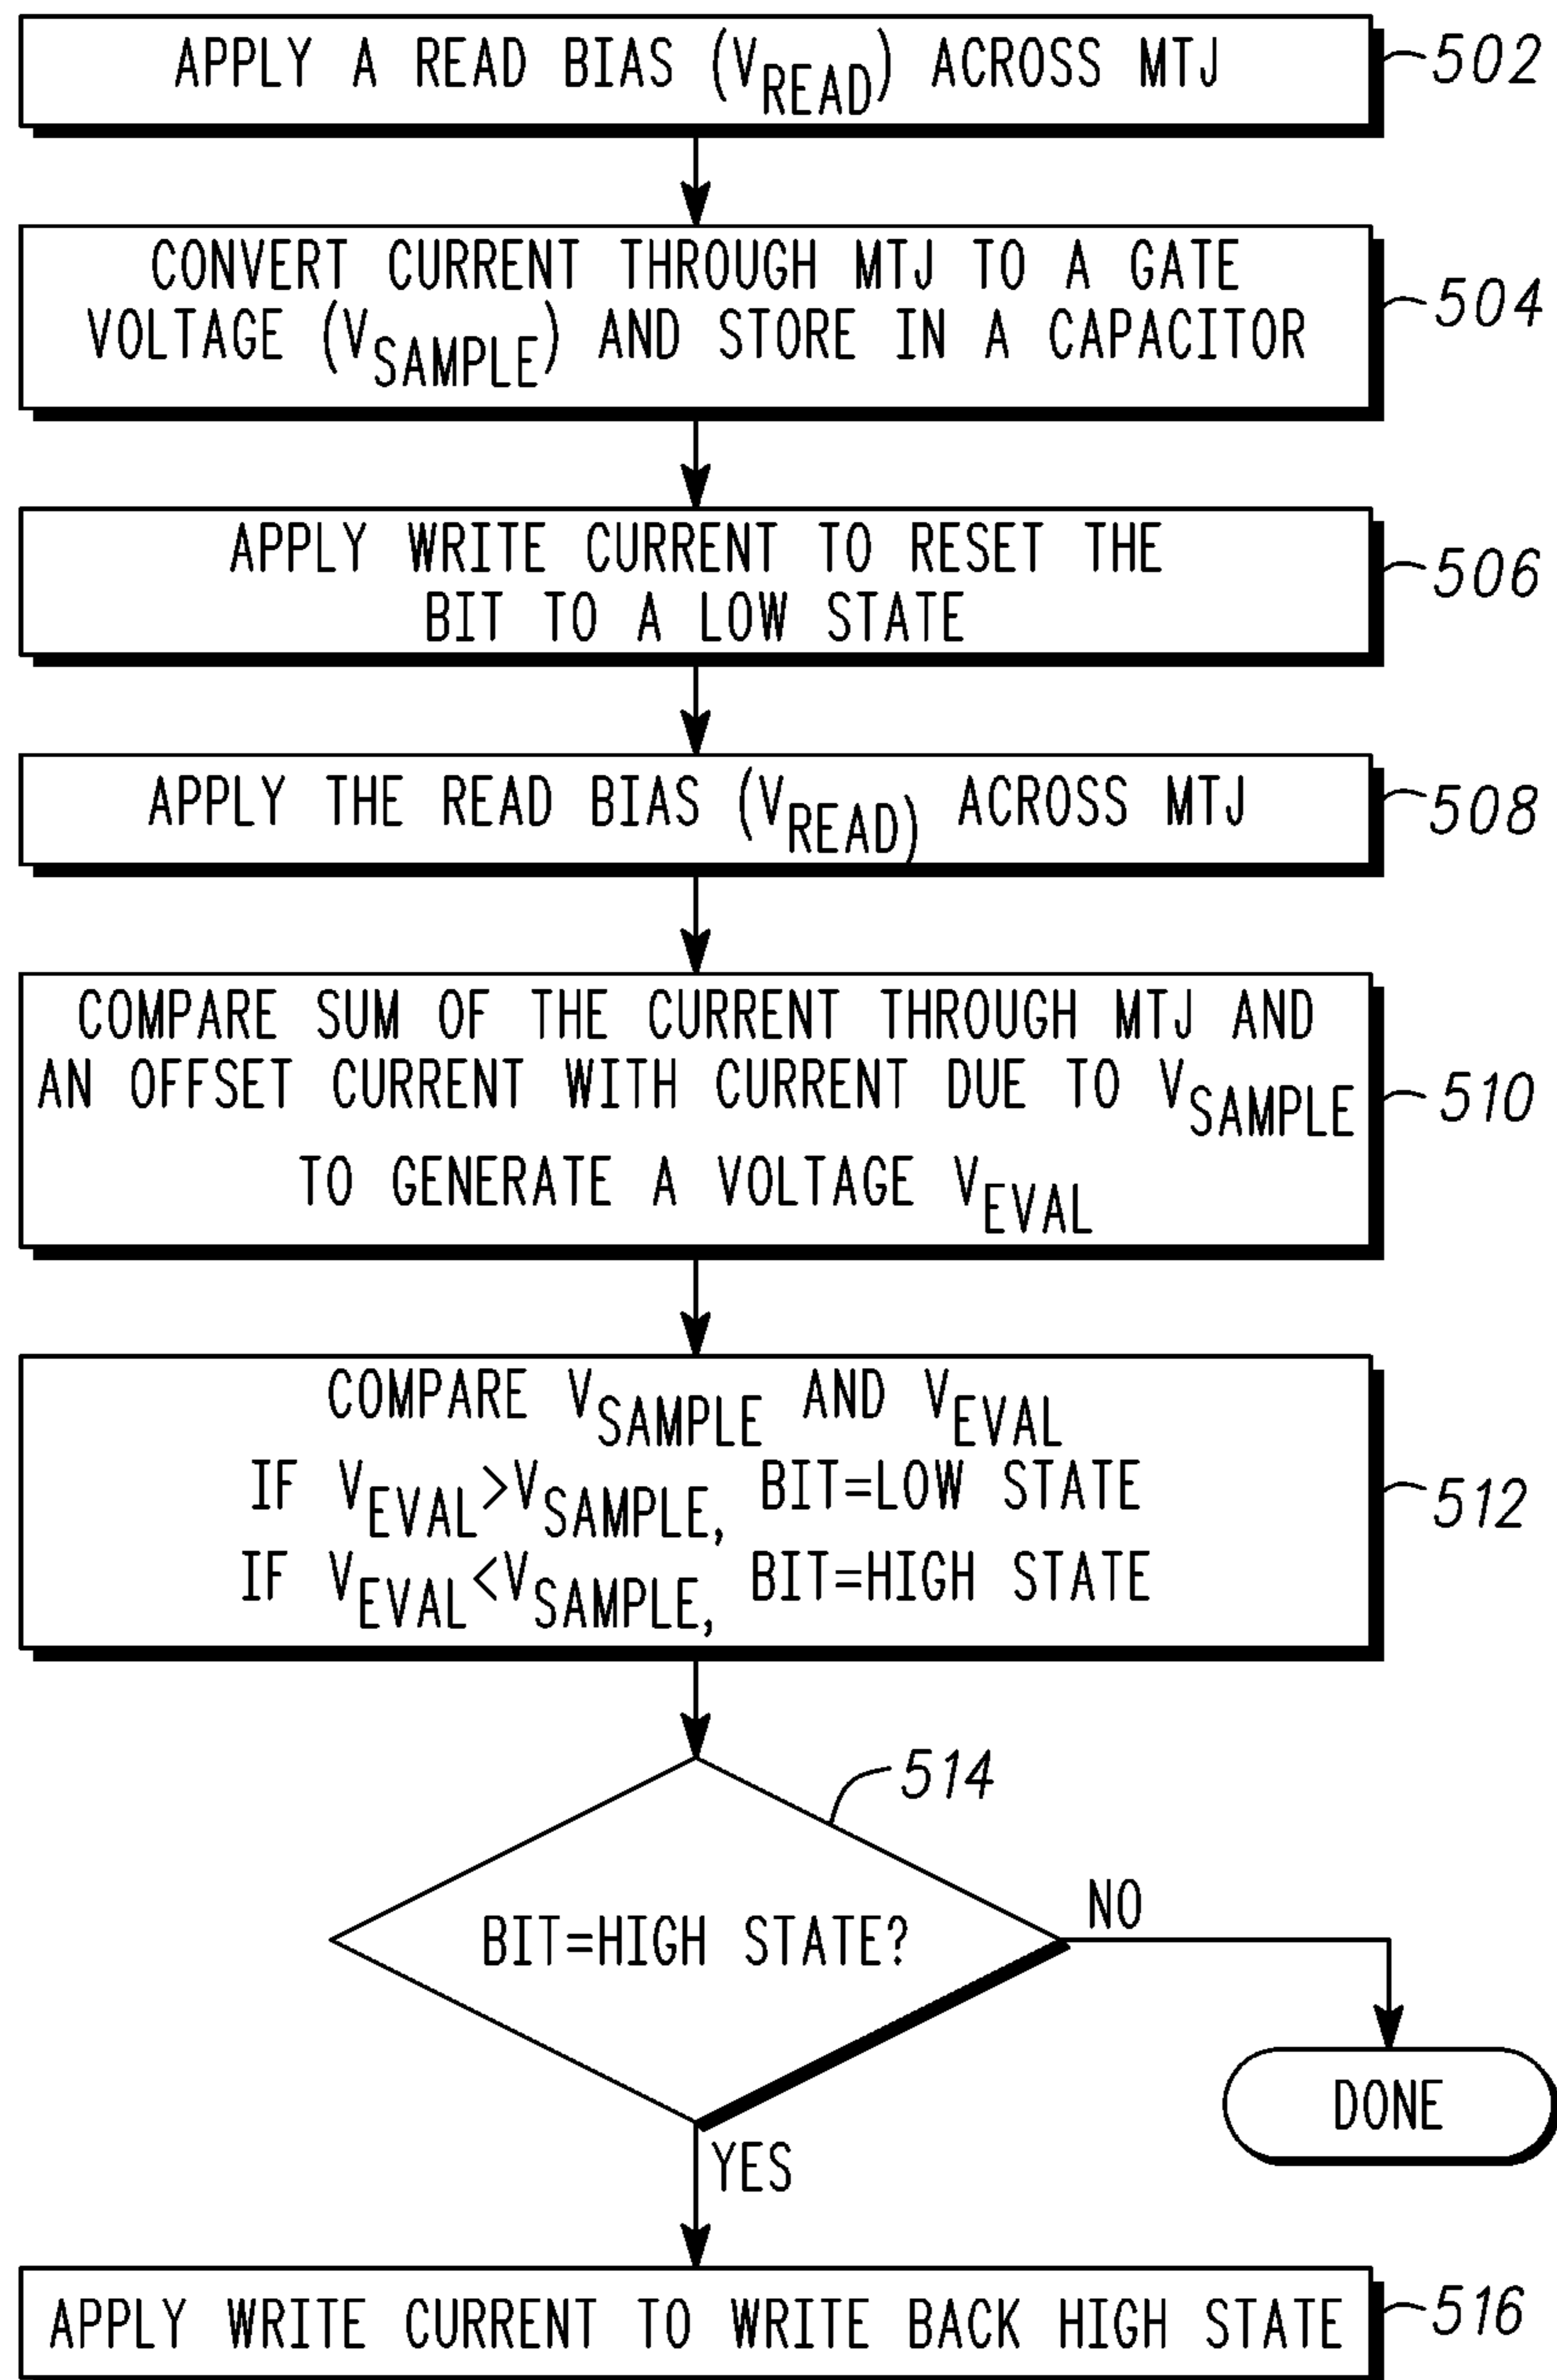 APPLY A READ BIAS (VREAD) ACROSS MTJ
502
CONVERT CURRENT THROUGH MTJ TO A GATE
VOLTAGE (VSAMPLE) AND STORE IN A CAPACITOR
504
APPLY WRITE CURRENT TO RESET THE
BIT TO A LOW STATE
506
APPLY THE READ BIAS (VREAD) ACROSS MTJ
508
COMPARE SUM OF THE CURRENT THROUGH MTJ AND
AN OFFSET CURRENT WITH CURRENT DUE TO VSAMPLE
TO GENERATE A VOLTAGE VEVAL
510
COMPARE VSAMPLE AND VEVAL
IF VEVAL>VSAMPLE, BIT=LOW STATE
IF VEVAL<VSAMPLE, BIT=HIGH STATE
512
514
BIT=HIGH STATE?
NO
DONE
YES
APPLY WRITE CURRENT TO WRITE BACK HIGH STATE
516